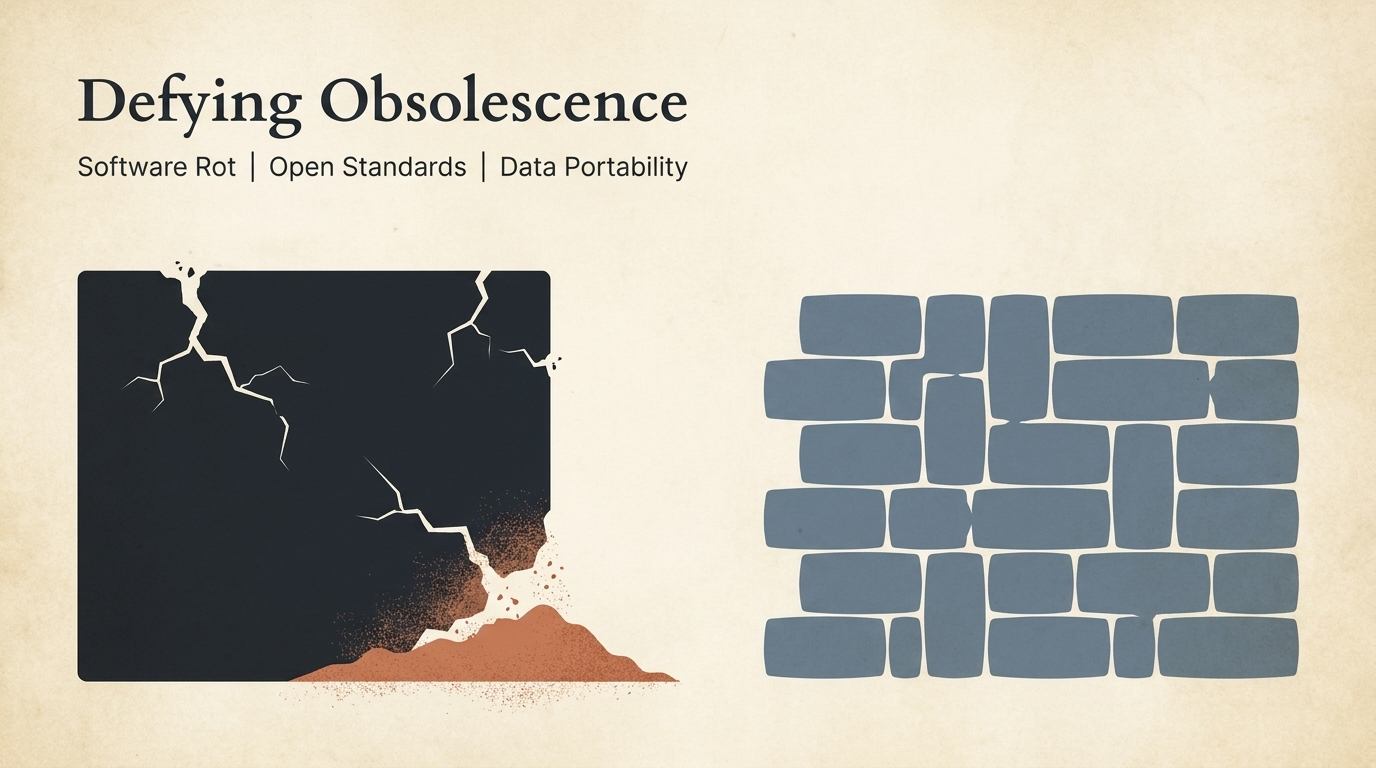 Defying Obsolescence
Software Rot | Open Standards | Data Portability